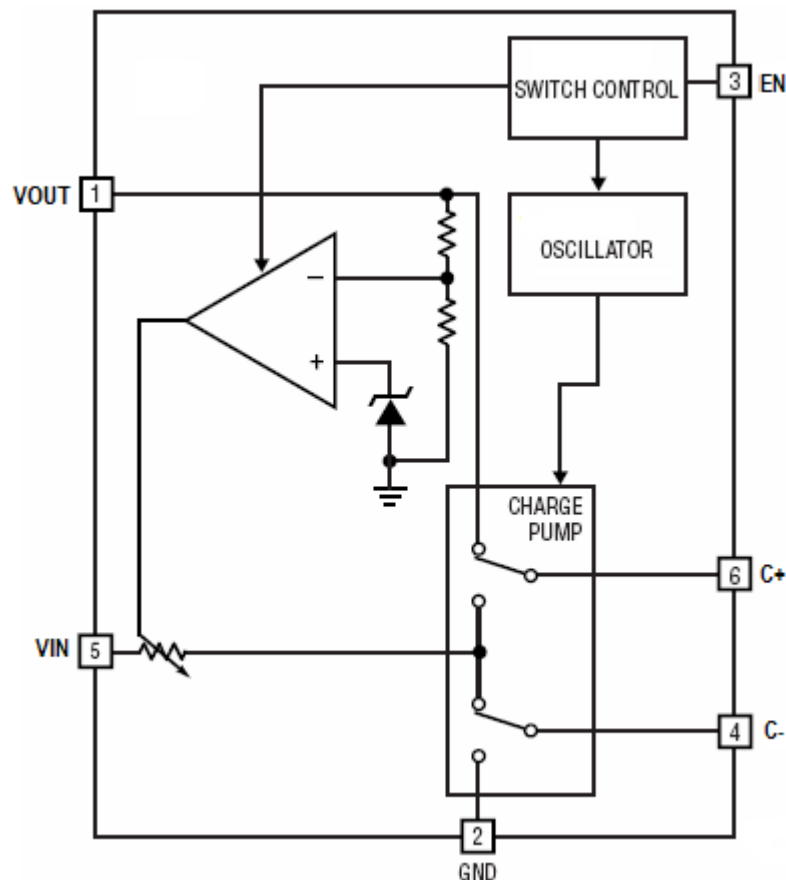 SWITCH CONTROL
3 EN
VOUT 1
OSCILLATOR
−
+
CHARGE
PUMP
6 C+
VIN 5
4 C-
2
GND